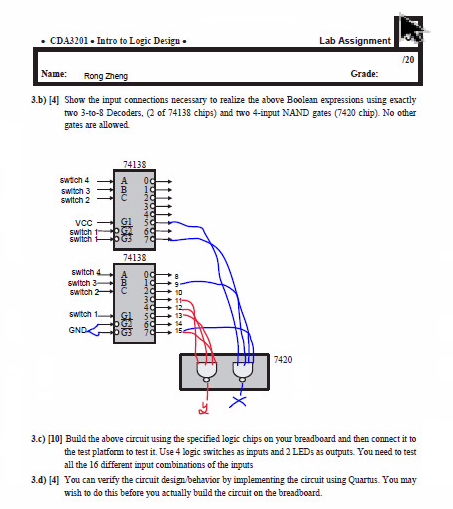 • CDA3201 • Intro to Logic Design •
Lab Assignment
/20
Name: Rong Zheng Grade:
3.b) [4] Show the input connections necessary to realize the above Boolean expressions using exactly
two 3-to-8 Decoders, (2 of 74138 chips) and two 4-input NAND gates (7420 chip). No other
gates are allowed.
74138
swtich 4 A 0
switch 3 B 1
switch 2 C 2
3
4
VCC G1 5
switch 1 G2 6
switch 1 G3 7
74138
switch 4 A 0 8
switch 3 B 1 9
switch 2 C 2 10
3 11
4 12
switch 1 G1 5 13
G2 6 14
GND G3 7 15
7420
y X
3.c) [10] Build the above circuit using the specified logic chips on your breadboard and then connect it to
the test platform to test it. Use 4 logic switches as inputs and 2 LEDs as outputs. You need to test
all the 16 different input combinations of the inputs
3.d) [4] You can verify the circuit design/behavior by implementing the circuit using Quartus. You may
wish to do this before you actually build the circuit on the breadboard.